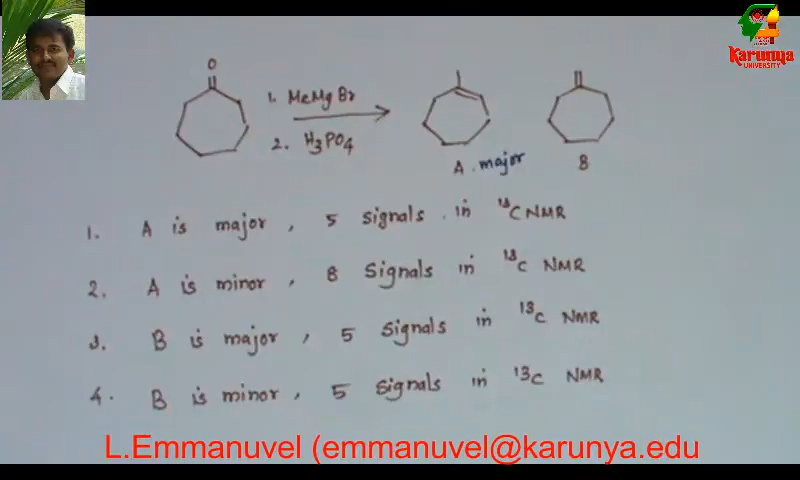 Karunya
UNIVERSITY
O
1. MeMgBr
2. H3PO4
A major
B
1. A is major, 5 signals in 13C NMR
2. A is minor, 8 signals in 13C NMR
3. B is major, 5 signals in 13C NMR
4. B is minor, 5 signals in 13C NMR
L.Emmanuvel (emmanuvel@karunya.edu